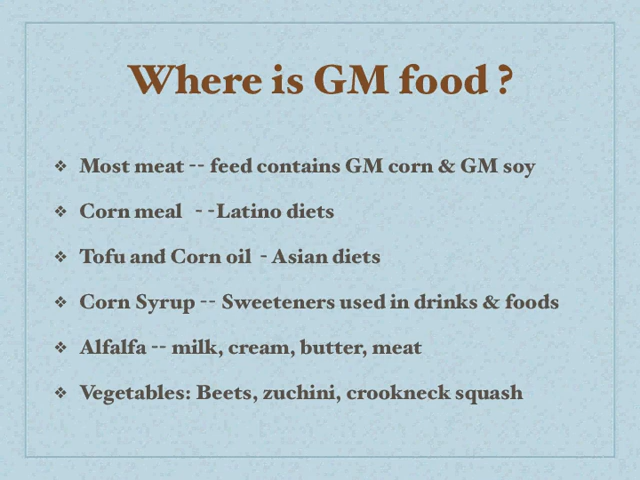 Where is GM food ?
❖ Most meat -- feed contains GM corn & GM soy
❖ Corn meal  - -Latino diets
❖ Tofu and Corn oil  - Asian diets
❖ Corn Syrup -- Sweeteners used in drinks & foods
❖ Alfalfa -- milk, cream, butter, meat
❖ Vegetables: Beets, zuchini, crookneck squash